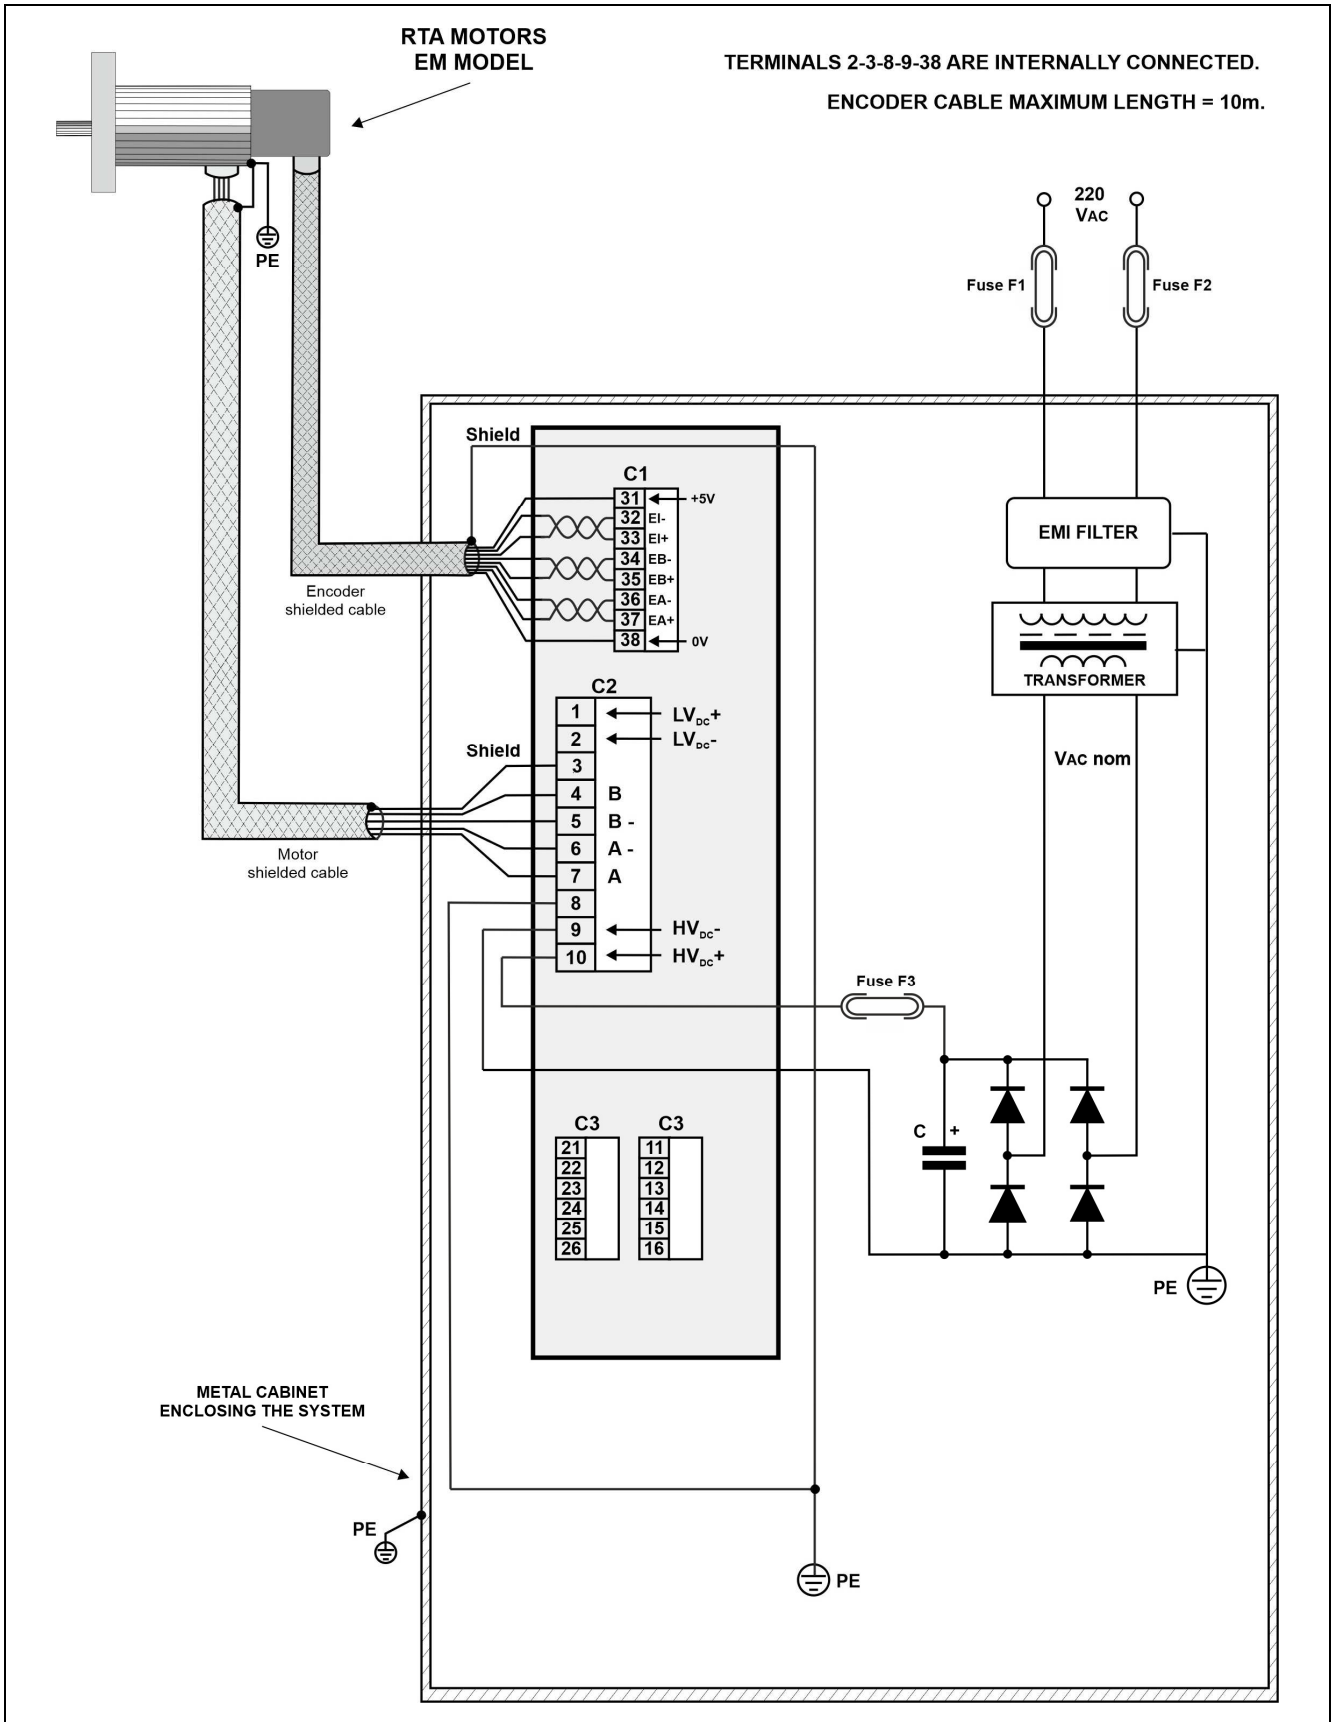 RTA MOTORS
EM MODEL
TERMINALS 2-3-8-9-38 ARE INTERNALLY CONNECTED.
ENCODER CABLE MAXIMUM LENGTH = 10m.
220
VAC
PE
Fuse F1
Fuse F2
Shield
C1
31 +5V
32 EI-
33 EI+
34 EB-
35 EB+
36 EA-
37 EA+
38 0V
EMI FILTER
Encoder
shielded cable
TRANSFORMER
C2
1 LVDC+
2 LVDC-
Shield
3
4 B
5 B -
6 A -
7 A
8
9 HVDC-
10 HVDC+
VAC nom
Motor
shielded cable
Fuse F3
C3
21
22
23
24
25
26
C3
11
12
13
14
15
16
C +
PE
METAL CABINET
ENCLOSING THE SYSTEM
PE
PE